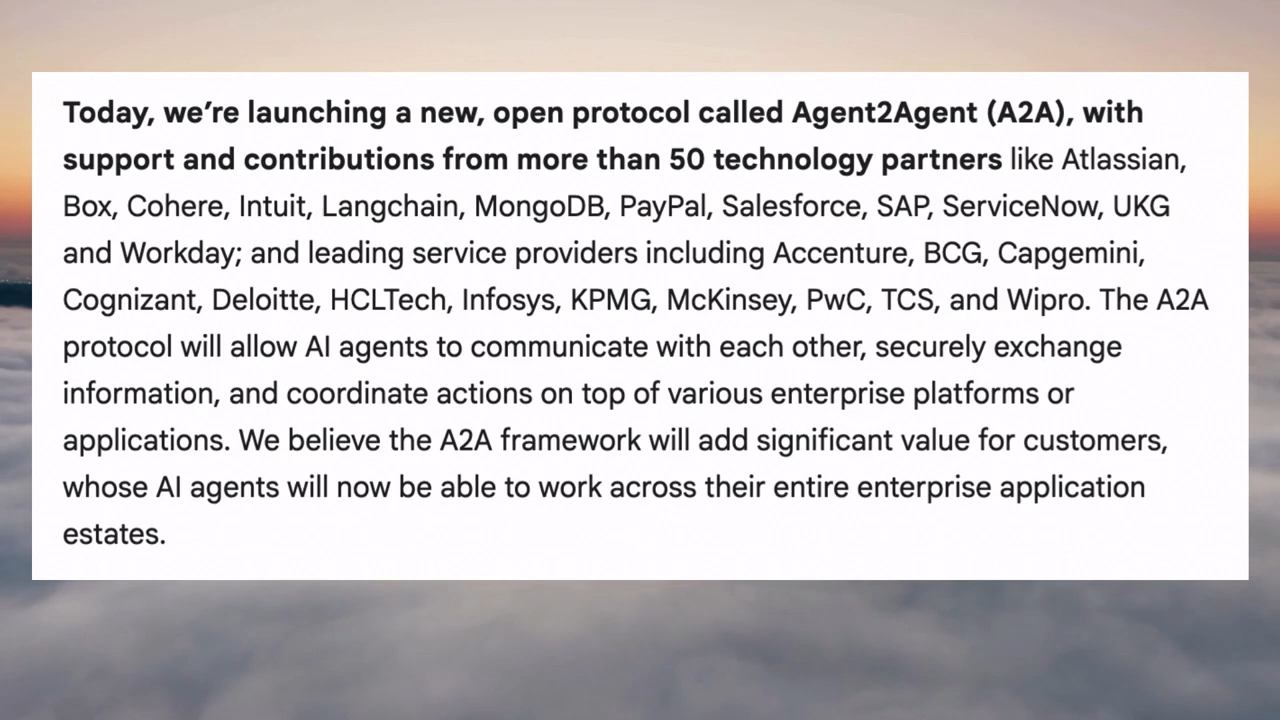 Today, we’re launching a new, open protocol called Agent2Agent (A2A), with
support and contributions from more than 50 technology partners like Atlassian,
Box, Cohere, Intuit, Langchain, MongoDB, PayPal, Salesforce, SAP, ServiceNow, UKG
and Workday; and leading service providers including Accenture, BCG, Capgemini,
Cognizant, Deloitte, HCLTech, Infosys, KPMG, McKinsey, PwC, TCS, and Wipro. The A2A
protocol will allow AI agents to communicate with each other, securely exchange
information, and coordinate actions on top of various enterprise platforms or
applications. We believe the A2A framework will add significant value for customers,
whose AI agents will now be able to work across their entire enterprise application
estates.